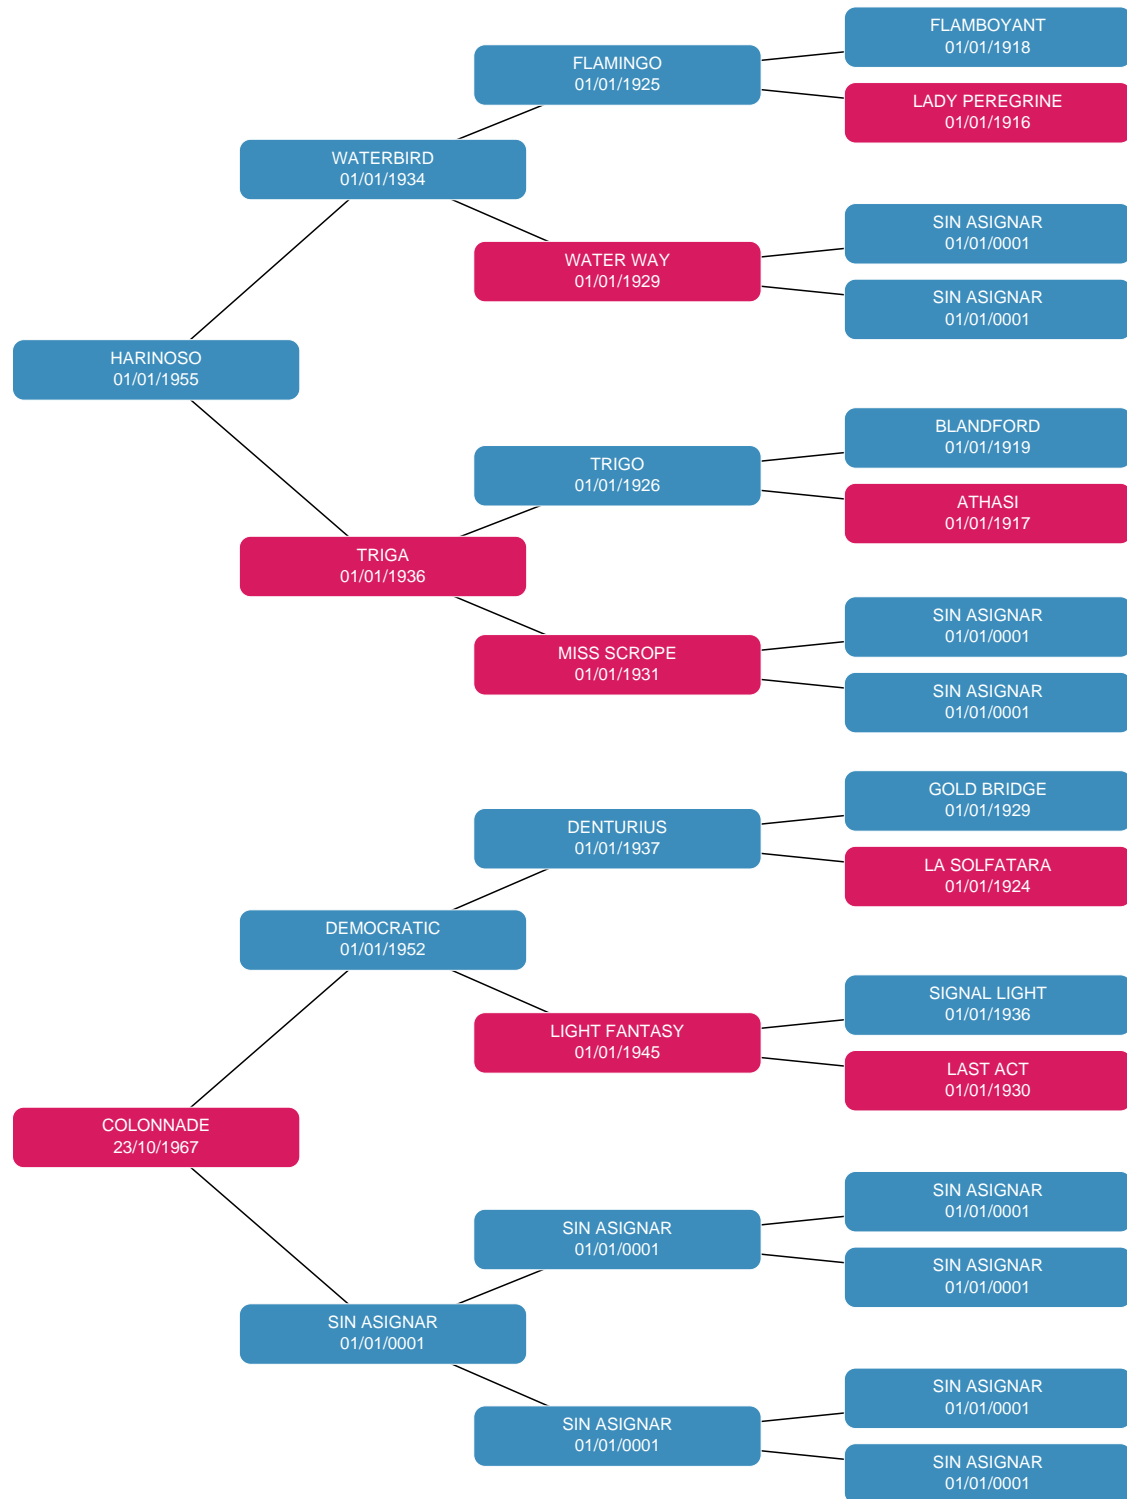 FLAMBOYANT
01/01/1918
FLAMINGO
01/01/1925
LADY PEREGRINE
01/01/1916
WATERBIRD
01/01/1934
SIN ASIGNAR
01/01/0001
WATER WAY
01/01/1929
SIN ASIGNAR
01/01/0001
HARINOSO
01/01/1955
BLANDFORD
01/01/1919
TRIGO
01/01/1926
ATHASI
01/01/1917
TRIGA
01/01/1936
SIN ASIGNAR
01/01/0001
MISS SCROPE
01/01/1931
SIN ASIGNAR
01/01/0001
GOLD BRIDGE
01/01/1929
DENTURIUS
01/01/1937
LA SOLFATARA
01/01/1924
DEMOCRATIC
01/01/1952
SIGNAL LIGHT
01/01/1936
LIGHT FANTASY
01/01/1945
LAST ACT
01/01/1930
COLONNADE
23/10/1967
SIN ASIGNAR
01/01/0001
SIN ASIGNAR
01/01/0001
SIN ASIGNAR
01/01/0001
SIN ASIGNAR
01/01/0001
SIN ASIGNAR
01/01/0001
SIN ASIGNAR
01/01/0001
SIN ASIGNAR
01/01/0001